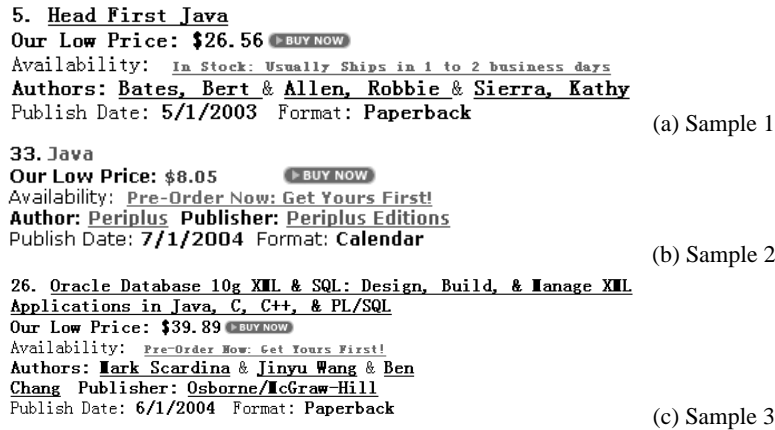 5. Head First Java
Our Low Price: $26.56 BUY NOW
Availability: In Stock: Usually Ships in 1 to 2 business days
Authors: Bates, Bert & Allen, Robbie & Sierra, Kathy
Publish Date: 5/1/2003 Format: Paperback
(a) Sample 1
33. Java
Our Low Price: $8.05 BUY NOW
Availability: Pre-Order Now: Get Yours First!
Author: Periplus Publisher: Periplus Editions
Publish Date: 7/1/2004 Format: Calendar
(b) Sample 2
26. Oracle Database 10g XML & SQL: Design, Build, & Manage XML
Applications in Java, C, C++, & PL/SQL
Our Low Price: $39.89 BUY NOW
Availability: Pre-Order Now: Get Yours First!
Authors: Mark Scardina & Jinyu Wang & Ben
Chang Publisher: Osborne/McGraw-Hill
Publish Date: 6/1/2004 Format: Paperback
(c) Sample 3